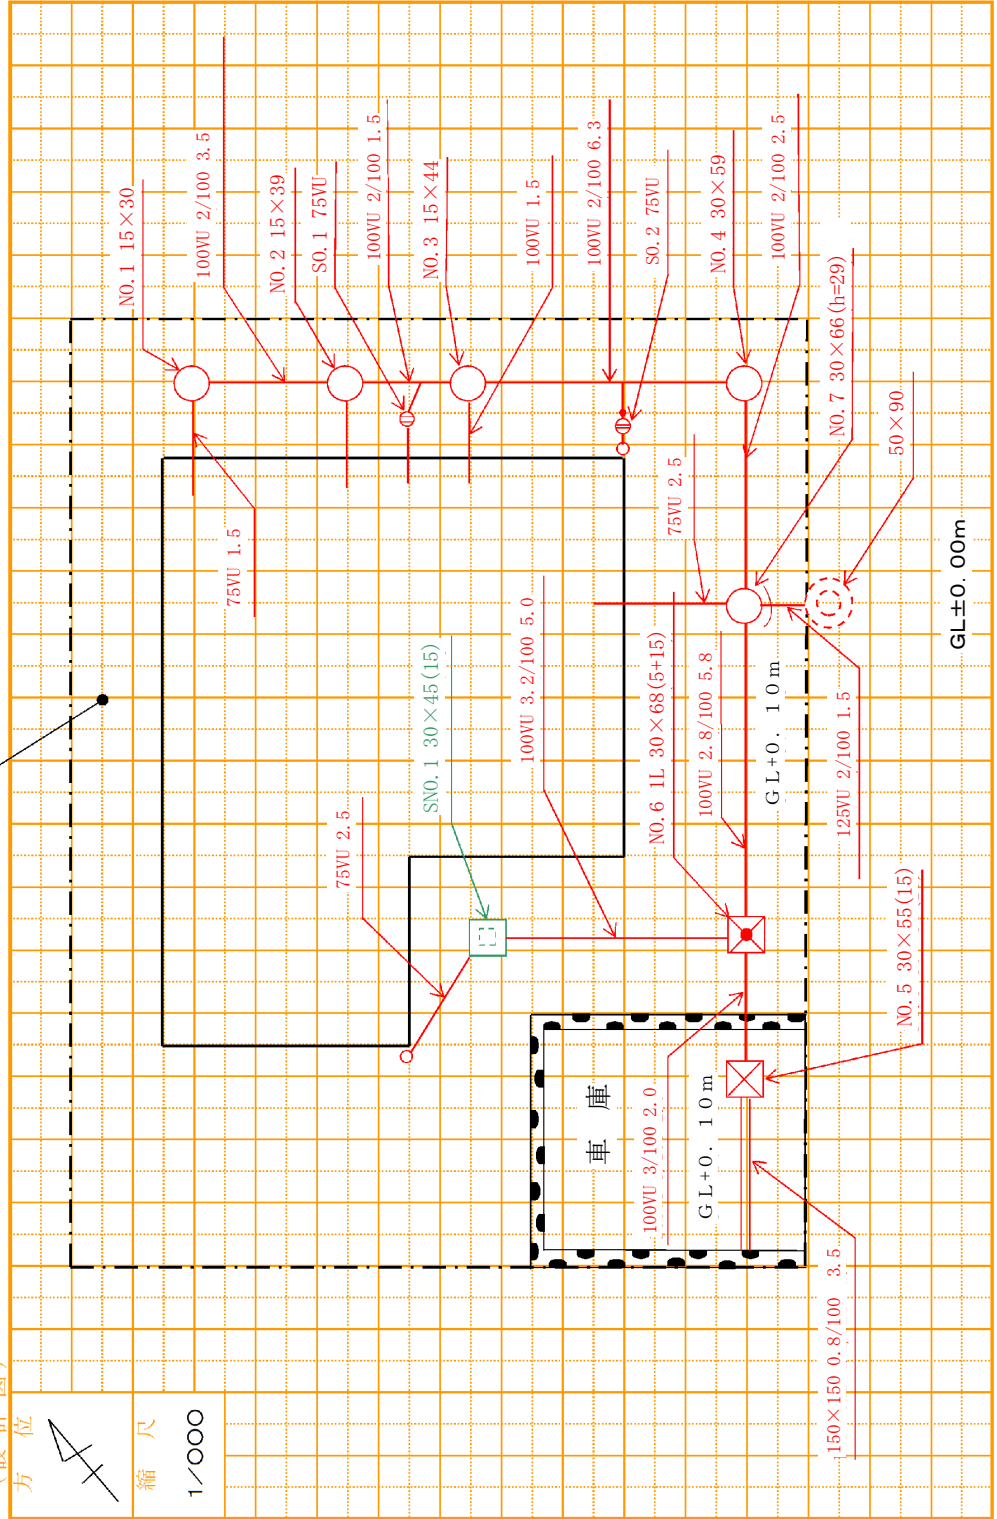 方位
縮尺
1/000
NO.1 15×30
100VU 2/100 3.5
NO.2 15×39
SO.1 75VU
100VU 2/100 1.5
NO.3 15×44
100VU 1.5
100VU 2/100 6.3
SO.2 75VU
NO.4 30×59
100VU 2/100 2.5
NO.7 30×66(h=29)
50×90
75VU 1.5
75VU 2.5
SN0.1 30×45(15)
100VU 3.2/100 5.0
75VU 2.5
NO.6 1L 30×68(5+15)
100VU 2.8/100 5.8
GL+0.10m
125VU 2/100 1.5
GL±0.00m
NO.5 30×55(15)
車庫
100VU 3/100 2.0
GL+0.10m
150×150 0.8/100 3.5